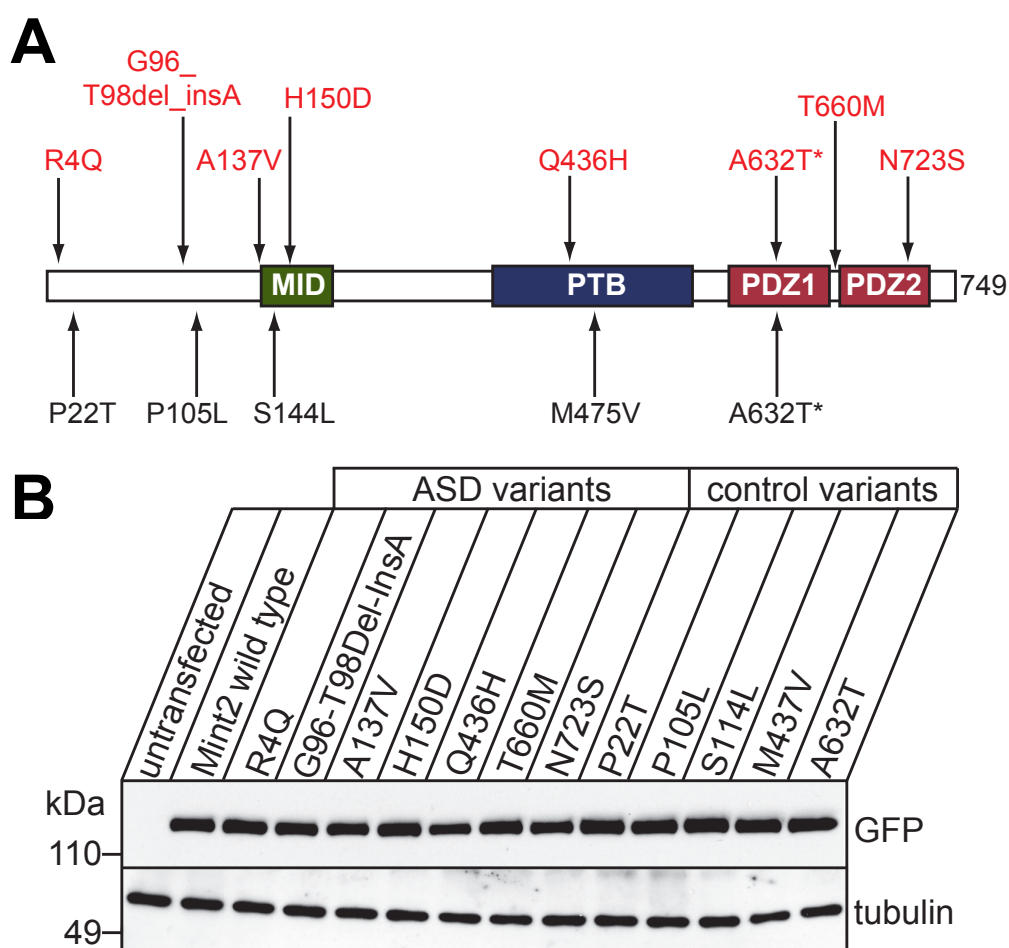 A
G96_
T98del_insA
H150D
T660M
R4Q
A137V
Q436H
A632T*
N723S
MID
PTB
PDZ1
PDZ2
749
P22T
P105L
S144L
M475V
A632T*
B
ASD variants
control variants
untransfected
Mint2 wild type
R4Q
G96-T98Del-InsA
A137V
H150D
Q436H
T660M
N723S
P22T
P105L
S114L
M437V
A632T
kDa
110
GFP
49
tubulin